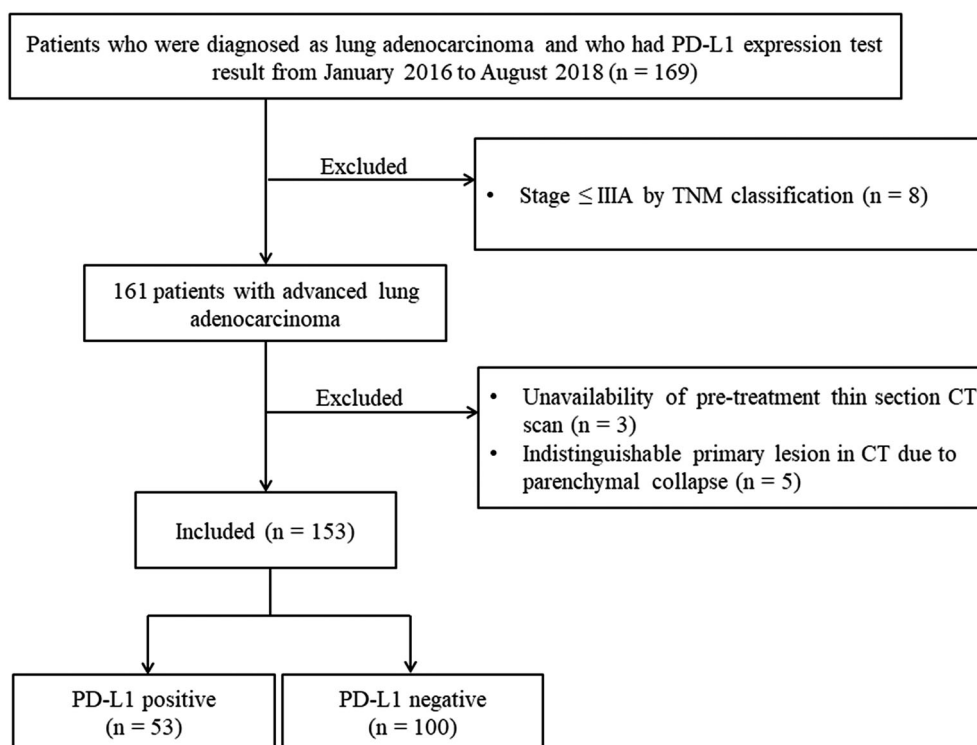 Patients who were diagnosed as lung adenocarcinoma and who had PD-L1 expression test
result from January 2016 to August 2018 (n = 169)
Excluded
• Stage ≤ IIIA by TNM classification (n = 8)
161 patients with advanced lung
adenocarcinoma
Excluded
• Unavailability of pre-treatment thin section CT
scan (n = 3)
• Indistinguishable primary lesion in CT due to
parenchymal collapse (n = 5)
Included (n = 153)
PD-L1 positive
(n = 53)
PD-L1 negative
(n = 100)